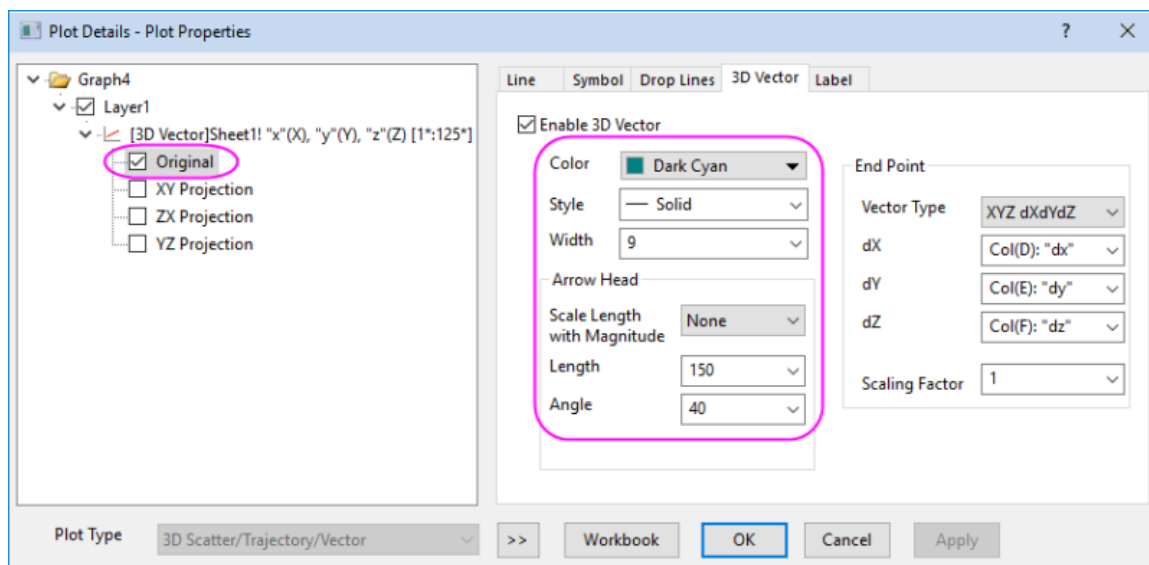 Plot Details - Plot Properties
?
Graph4
Layer1
[3D Vector]Sheet1! "x"(X), "y"(Y), "z"(Z) [1*:125*]
Original
XY Projection
ZX Projection
YZ Projection
Line Symbol Drop Lines 3D Vector Label
Enable 3D Vector
Color Dark Cyan
Style Solid
Width 9
Arrow Head
Scale Length
with Magnitude None
Length 150
Angle 40
End Point
Vector Type XYZ dXdYdZ
dX Col(D): "dx"
dY Col(E): "dy"
dZ Col(F): "dz"
Scaling Factor 1
Plot Type 3D Scatter/Trajectory/Vector >> Workbook OK Cancel Apply